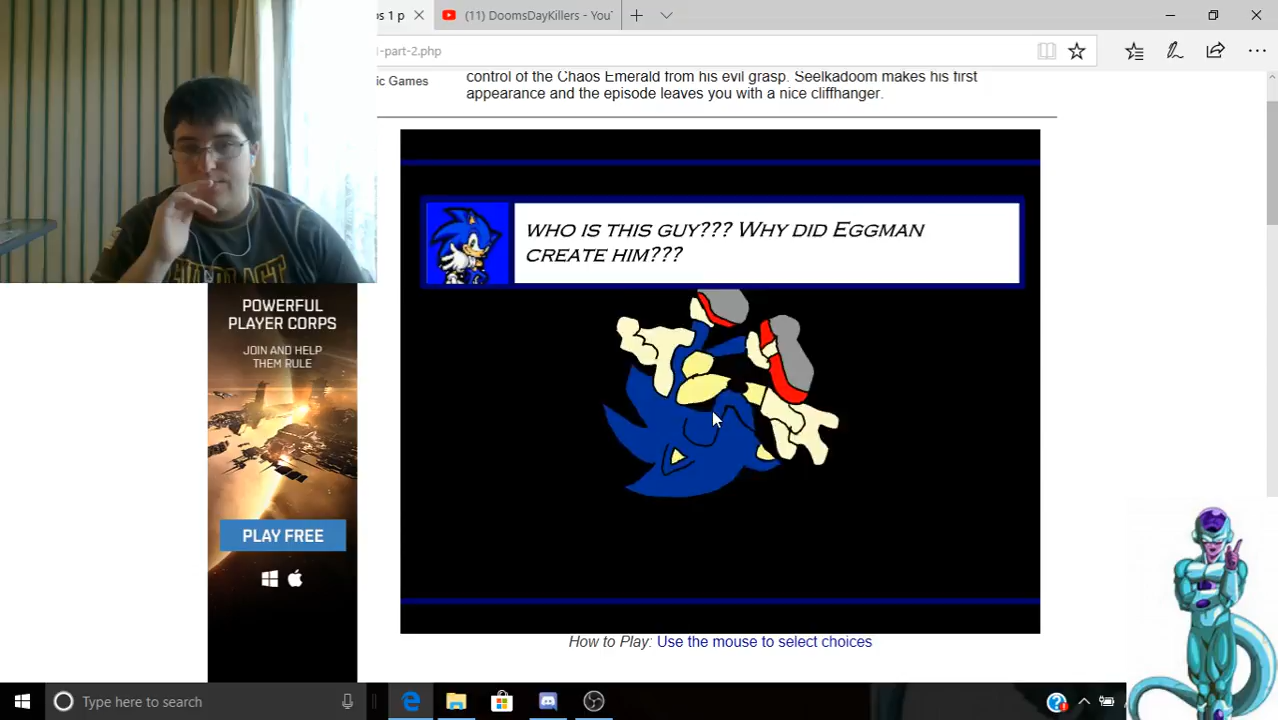 os 1 p
(11) DoomsDayKillers - YouT
1-part-2.php
ic Games
control of the Chaos Emerald from his evil grasp. Seelkadoom makes his first
appearance and the episode leaves you with a nice cliffhanger.
WHO IS THIS GUY??? WHY DID EGGMAN
CREATE HIM???
POWERFUL
PLAYER CORPS
JOIN AND HELP
THEM RULE
PLAY FREE
How to Play: Use the mouse to select choices
Type here to search